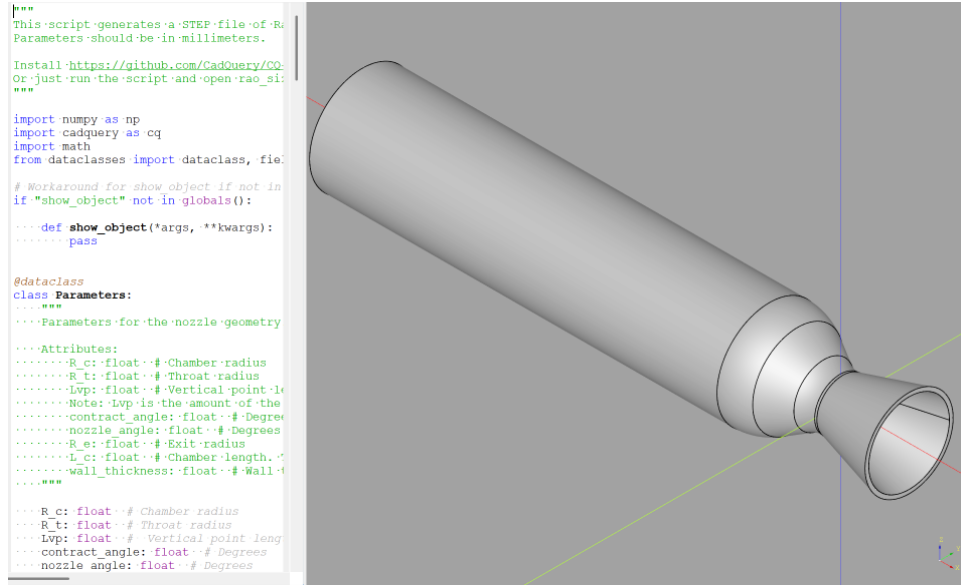 """
This script generates a STEP file of Ra
Parameters should be in millimeters.
Install https://github.com/CadQuery/CQ-
Or just run the script and open rao_si
"""
import numpy as np
import cadquery as cq
import math
from dataclasses import dataclass, fie
# Workaround for show_object if not in
if "show_object" not in globals():
def show_object(*args, **kwargs):
pass
@dataclass
class Parameters:
"""
Parameters for the nozzle geometry
Attributes:
R_c: float # Chamber radius
R_t: float # Throat radius
Lvp: float # Vertical point le
Note: Lvp is the amount of the
contract_angle: float # Degre
nozzle_angle: float # Degrees
R_e: float # Exit radius
L_c: float # Chamber length. T
wall_thickness: float # Wall t
"""
R_c: float # Chamber radius
R_t: float # Throat radius
Lvp: float # Vertical point leng
contract_angle: float # Degrees
nozzle_angle: float # Degrees